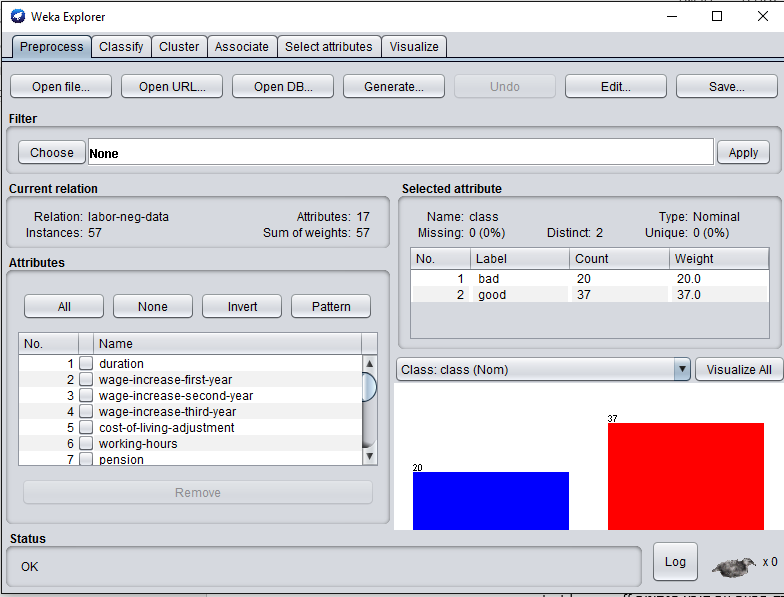 Weka Explorer
Preprocess Classify Cluster Associate Select attributes Visualize
Open file... Open URL... Open DB... Generate... Undo Edit... Save...
Filter
Choose None Apply
Current relation
Relation: labor-neg-data Attributes: 17
Instances: 57 Sum of weights: 57
Attributes
All None Invert Pattern
No. Name
1 duration
2 wage-increase-first-year
3 wage-increase-second-year
4 wage-increase-third-year
5 cost-of-living-adjustment
6 working-hours
7 pension
Remove
Selected attribute
Name: class Type: Nominal
Missing: 0 (0%) Distinct: 2 Unique: 0 (0%)
No. Label Count Weight
1 bad 20 20.0
2 good 37 37.0
Class: class (Nom) Visualize All
37
20
Status
OK
Log x 0